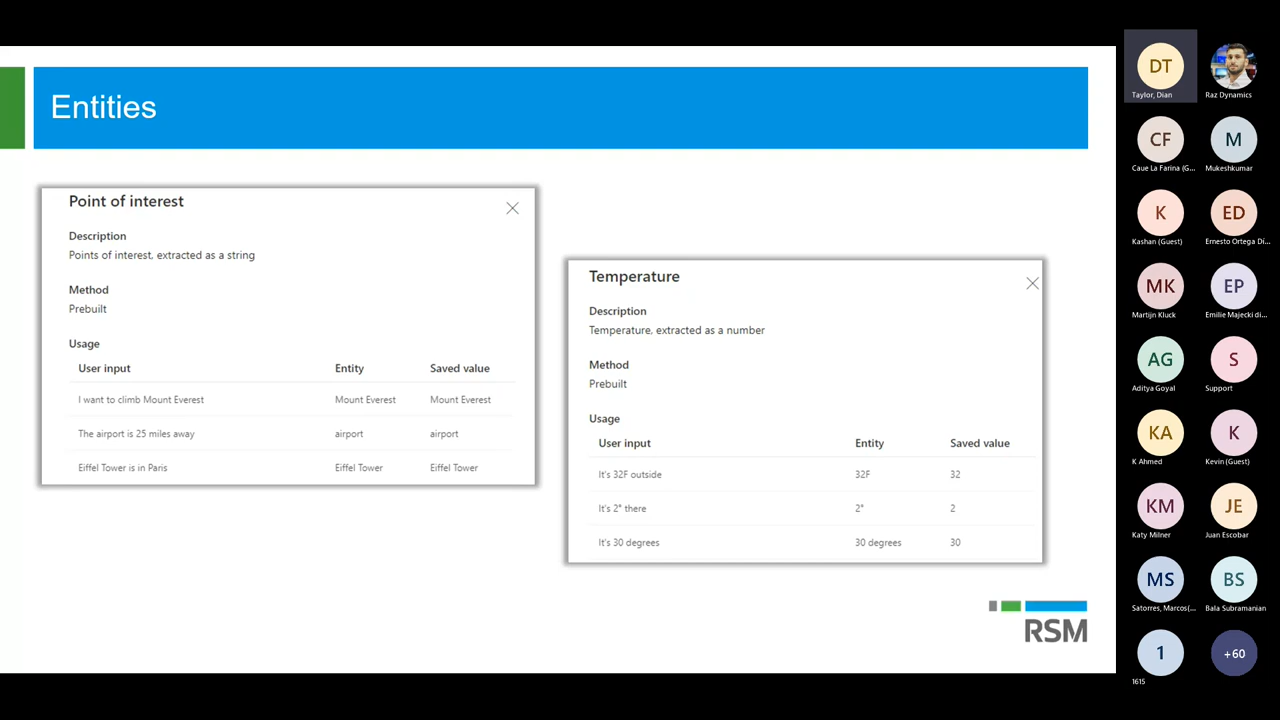 Entities
Point of interest
Description
Points of interest, extracted as a string
Method
Prebuilt
Usage
User input Entity Saved value
I want to climb Mount Everest Mount Everest Mount Everest
The airport is 25 miles away airport airport
Eiffel Tower is in Paris Eiffel Tower Eiffel Tower
Temperature
Description
Temperature, extracted as a number
Method
Prebuilt
Usage
User input Entity Saved value
It's 32F outside 32F 32
It's 2° there 2° 2
It's 30 degrees 30 degrees 30
RSM
DT
Taylor, Dian Raz Dynamics
CF M
Caue La Farina (G... Mukeshkumar
K ED
Kashan (Guest) Ernesto Ortega Di...
MK EP
Martijn Kluck Emilie Majecki di...
AG S
Aditya Goyal Support
KA K
K Ahmed Kevin (Guest)
KM JE
Katy Milner Juan Escobar
MS BS
Satorres, Marcos(... Bala Subramanian
1 +60
1615